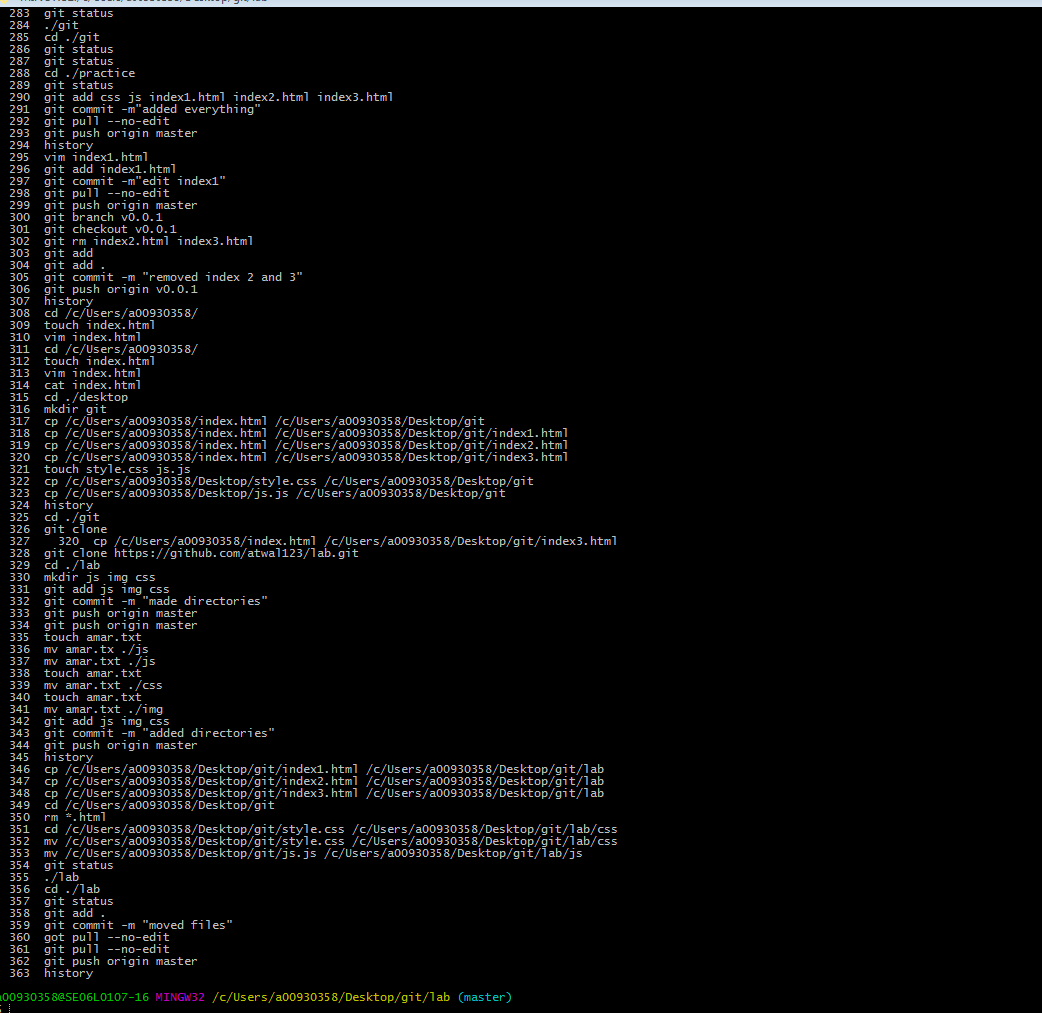 283 git status
284 ./git
285 cd ./git
286 git status
287 git status
288 cd ./practice
289 git status
290 git add css js index1.html index2.html index3.html
291 git commit -m"added everything"
292 git pull --no-edit
293 git push origin master
294 history
295 vim index1.html
296 git add index1.html
297 git commit -m"edit index1"
298 git pull --no-edit
299 git push origin master
300 git branch v0.0.1
301 git checkout v0.0.1
302 git rm index2.html index3.html
303 git add
304 git add .
305 git commit -m "removed index 2 and 3"
306 git push origin v0.0.1
307 history
308 cd /c/Users/a00930358/
309 touch index.html
310 vim index.html
311 cd /c/Users/a00930358/
312 touch index.html
313 vim index.html
314 cat index.html
315 cd ./desktop
316 mkdir git
317 cp /c/Users/a00930358/index.html /c/Users/a00930358/Desktop/git
318 cp /c/Users/a00930358/index.html /c/Users/a00930358/Desktop/git/index1.html
319 cp /c/Users/a00930358/index.html /c/Users/a00930358/Desktop/git/index2.html
320 cp /c/Users/a00930358/index.html /c/Users/a00930358/Desktop/git/index3.html
321 touch style.css js.js
322 cp /c/Users/a00930358/Desktop/style.css /c/Users/a00930358/Desktop/git
323 cp /c/Users/a00930358/Desktop/js.js /c/Users/a00930358/Desktop/git
324 history
325 cd ./git
326 git clone
327 320 cp /c/Users/a00930358/index.html /c/Users/a00930358/Desktop/git/index3.html
328 git clone https://github.com/atwal123/lab.git
329 cd ./lab
330 mkdir js img css
331 git add js img css
332 git commit -m "made directories"
333 git push origin master
334 git push origin master
335 touch amar.txt
336 mv amar.tx ./js
337 mv amar.txt ./js
338 touch amar.txt
339 mv amar.txt ./css
340 touch amar.txt
341 mv amar.txt ./img
342 git add js img css
343 git commit -m "added directories"
344 git push origin master
345 history
346 cp /c/Users/a00930358/Desktop/git/index1.html /c/Users/a00930358/Desktop/git/lab
347 cp /c/Users/a00930358/Desktop/git/index2.html /c/Users/a00930358/Desktop/git/lab
348 cp /c/Users/a00930358/Desktop/git/index3.html /c/Users/a00930358/Desktop/git/lab
349 cd /c/Users/a00930358/Desktop/git
350 rm *.html
351 cd /c/Users/a00930358/Desktop/git/style.css /c/Users/a00930358/Desktop/git/lab/css
352 mv /c/Users/a00930358/Desktop/git/style.css /c/Users/a00930358/Desktop/git/lab/css
353 mv /c/Users/a00930358/Desktop/git/js.js /c/Users/a00930358/Desktop/git/lab/js
354 git status
355 ./lab
356 cd ./lab
357 git status
358 git add .
359 git commit -m "moved files"
360 got pull --no-edit
361 git pull --no-edit
362 git push origin master
363 history
a00930358@SE06L0107-16 MINGW32 /c/Users/a00930358/Desktop/git/lab (master)